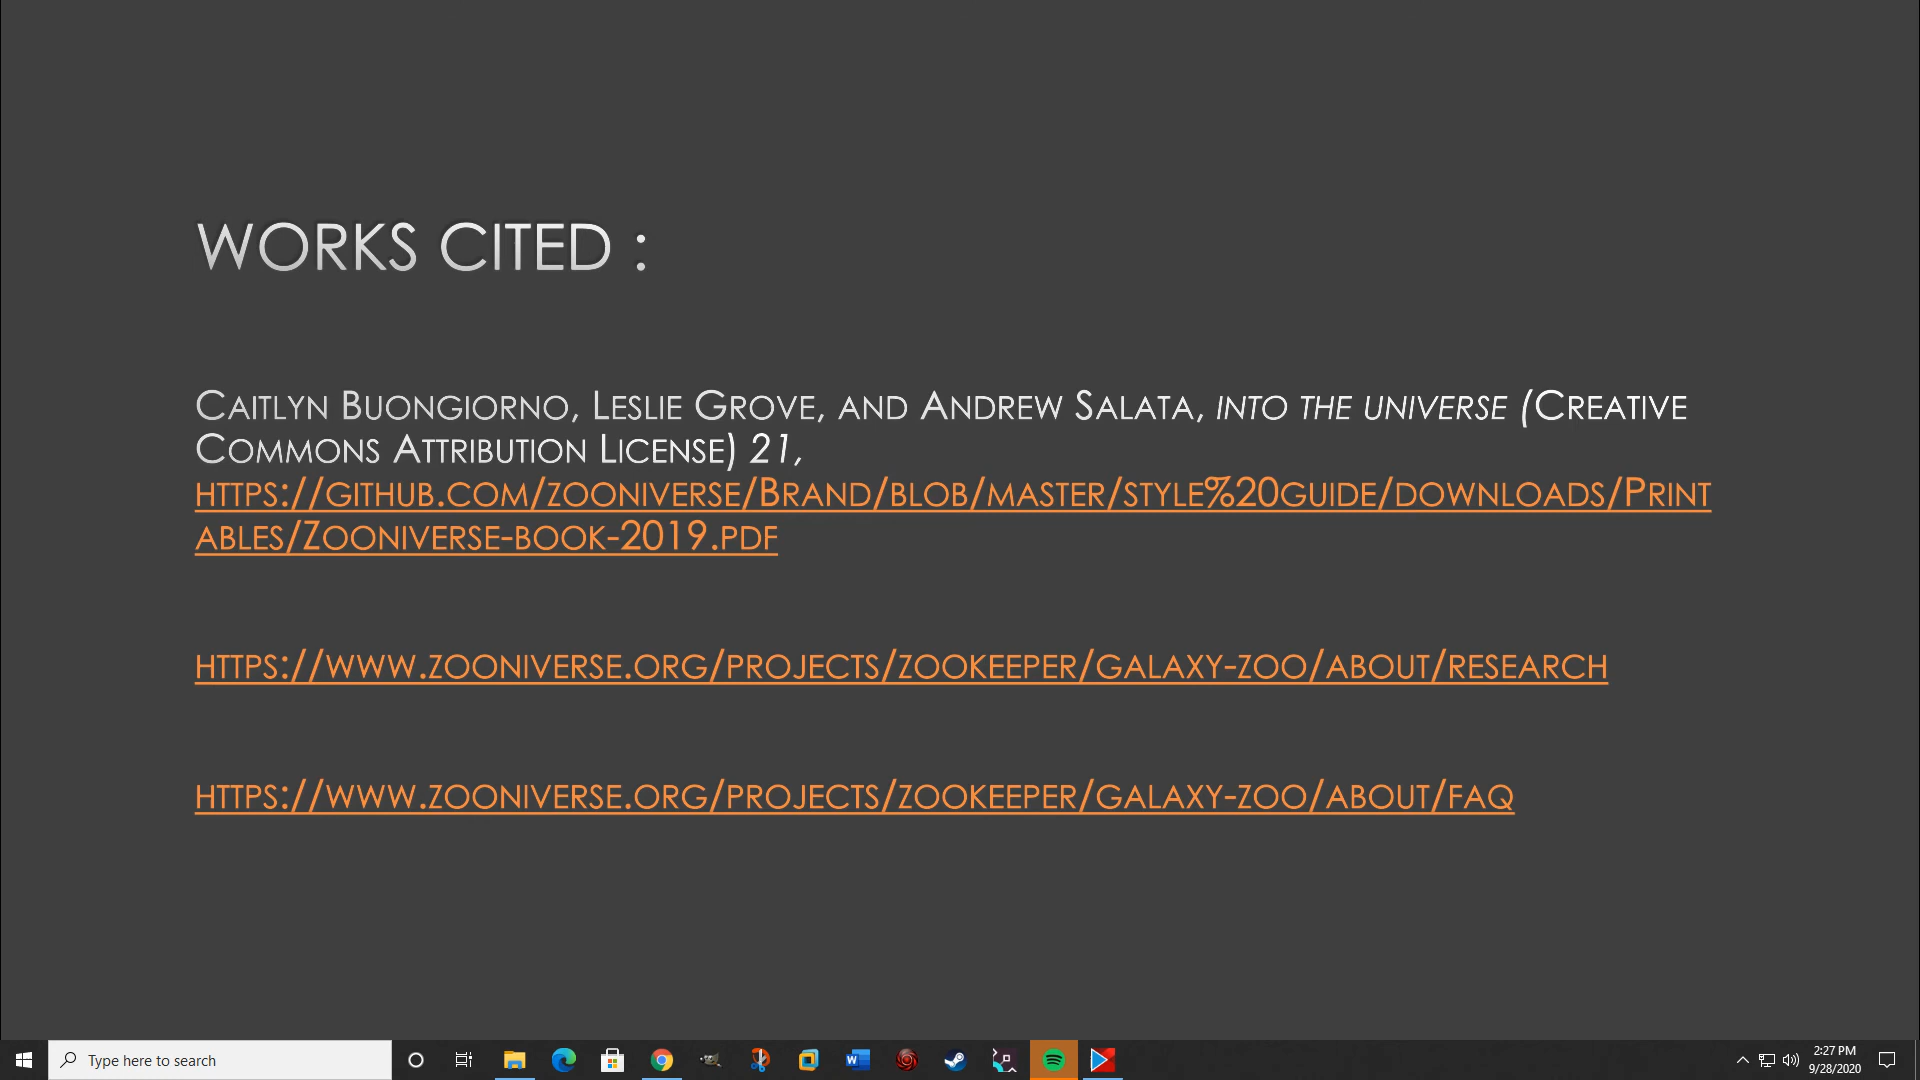 WORKS CITED :
CAITLYN BUONGIORNO, LESLIE GROVE, AND ANDREW SALATA, INTO THE UNIVERSE (CREATIVE
COMMONS ATTRIBUTION LICENSE) 21,
HTTPS://GITHUB.COM/ZOONIVERSE/BRAND/BLOB/MASTER/STYLE%20GUIDE/DOWNLOADS/PRINT
ABLES/ZOONIVERSE-BOOK-2019.PDF
HTTPS://WWW.ZOONIVERSE.ORG/PROJECTS/ZOOKEEPER/GALAXY-ZOO/ABOUT/RESEARCH
HTTPS://WWW.ZOONIVERSE.ORG/PROJECTS/ZOOKEEPER/GALAXY-ZOO/ABOUT/FAQ
Type here to search
2:27 PM
9/28/2020